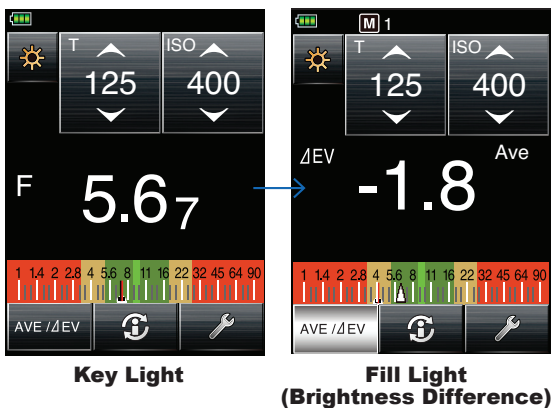 T
ISO
125
400
F
5.67
1 1.4 2 2.8 4 5.6 8 11 16 22 32 45 64 90
AVE /⊿EV
Key Light
M 1
T
ISO
125
400
⊿EV
-1.8
Ave
1 1.4 2 2.8 4 5.6 8 11 16 22 32 45 64 90
AVE /⊿EV
Fill Light
(Brightness Difference)